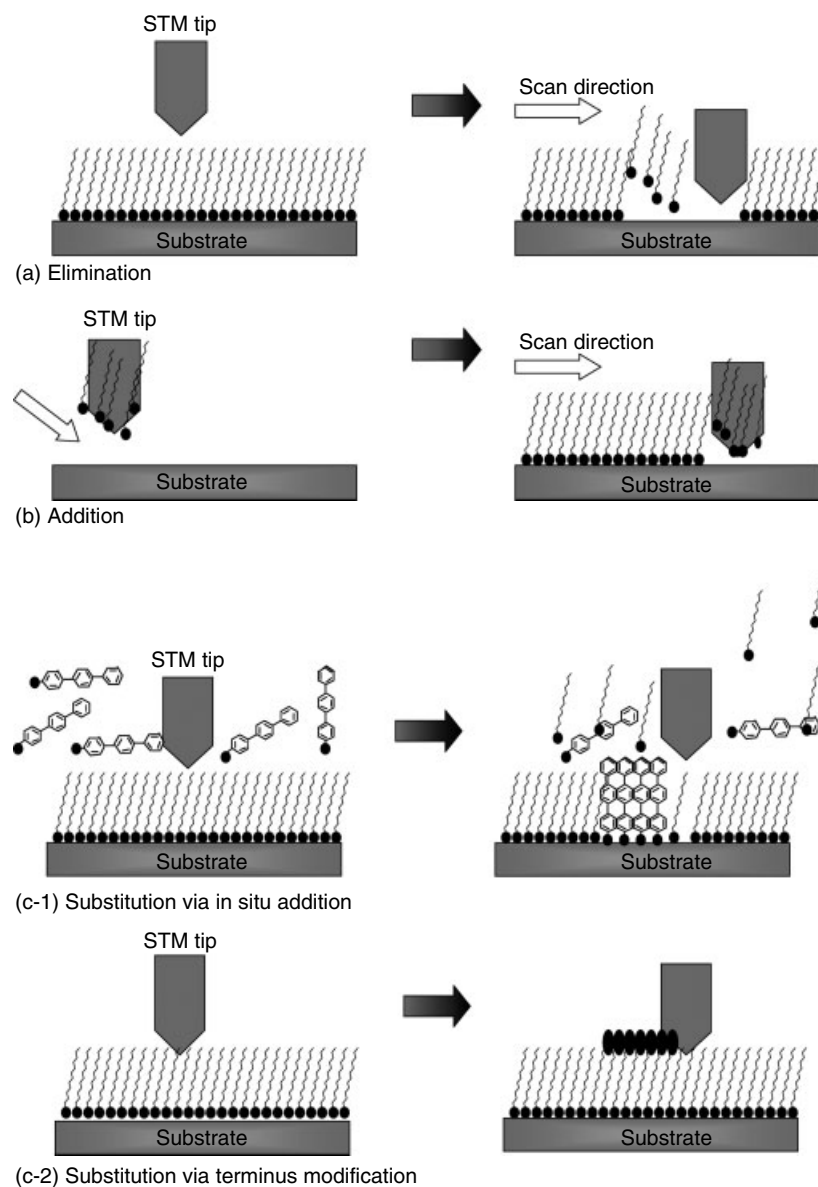 STM tip
Scan direction
Substrate
Substrate
(a) Elimination
STM tip
Scan direction
Substrate
Substrate
(b) Addition
STM tip
Substrate
Substrate
(c-1) Substitution via in situ addition
STM tip
Substrate
Substrate
(c-2) Substitution via terminus modification